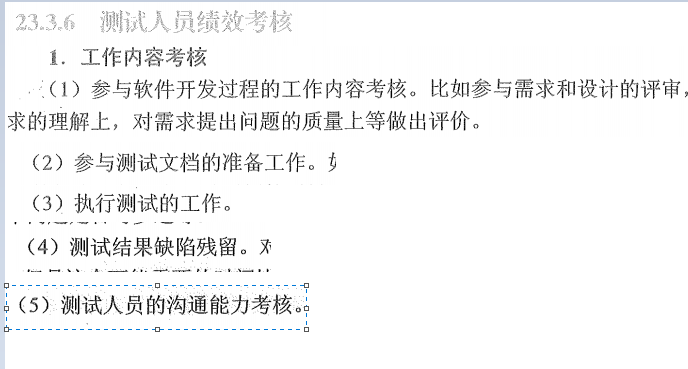 23.3.6 测试人员绩效考核
1. 工作内容考核
(1) 参与软件开发过程的工作内容考核。比如参与需求和设计的评审，
求的理解上，对需求提出问题的质量上等做出评价。
(2) 参与测试文档的准备工作。
(3) 执行测试的工作。
(4) 测试结果缺陷残留。
(5) 测试人员的沟通能力考核。